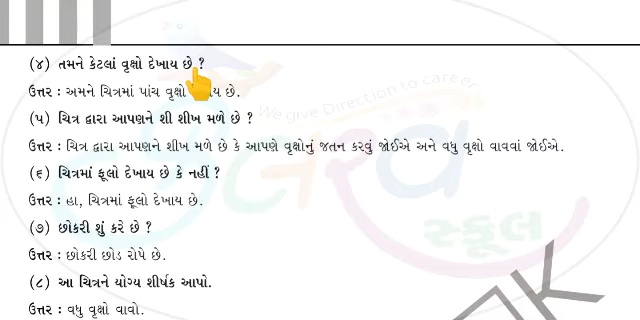 (૪) તમને કેટલાં વૃક્ષો દેખાય છે ?
ઉત્તર : અમને ચિત્રમાં પાંચ વૃક્ષો છે.
(૫) ચિત્ર દ્વારા આપણને શી શીખ મળે છે ?
We give Direction to career
ઉત્તર : ચિત્ર દ્વારા આપણને શીખ મળે છે કે આપણે વૃક્ષોનું જતન કરવું જોઈએ અને વધુ વૃક્ષો વાવવાં જોઈએ.
(૬) ચિત્રમાં ફૂલો દેખાય છે કે નહીં ?
ઉત્તર : હા, ચિત્રમાં ફૂલો દેખાય છે.
(૭) છોકરી શું કરે છે ?
સ્કૂલ
ઉત્તર : છોકરી છોડ રોપે છે.
(૮) આ ચિત્રને યોગ્ય શીર્ષક આપો.
ઉત્તર : વધુ વૃક્ષો વાવો.